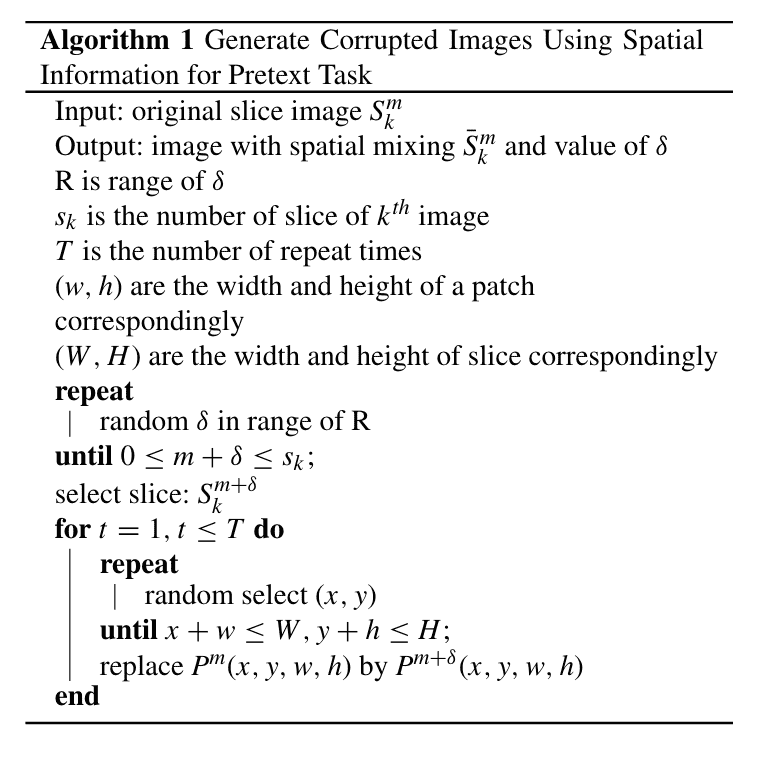 Algorithm 1 Generate Corrupted Images Using Spatial
Information for Pretext Task
Input: original slice image $S_k^m$
Output: image with spatial mixing $\bar{S}_k^m$ and value of $\delta$
R is range of $\delta$
$s_k$ is the number of slice of $k^{th}$ image
$T$ is the number of repeat times
$(w, h)$ are the width and height of a patch
correspondingly
$(W, H)$ are the width and height of slice correspondingly
repeat
random $\delta$ in range of R
until $0 \leq m + \delta \leq s_k$;
select slice: $S_k^{m+\delta}$
for $t = 1, t \leq T$ do
repeat
random select $(x, y)$
until $x + w \leq W, y + h \leq H$;
replace $P^m(x, y, w, h)$ by $P^{m+\delta}(x, y, w, h)$
end